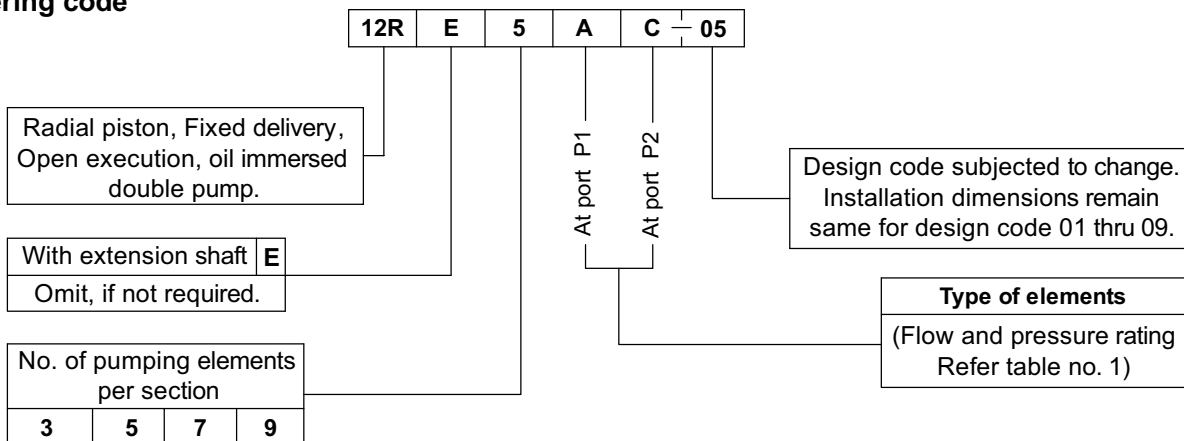 ering code
12R E 5 A C – 05
Radial piston, Fixed delivery,
Open execution, oil immersed
double pump.
At port P1
At port P2
Design code subjected to change.
Installation dimensions remain
same for design code 01 thru 09.
With extension shaft E
Omit, if not required.
Type of elements
(Flow and pressure rating
Refer table no. 1)
No. of pumping elements
per section
3 5 7 9